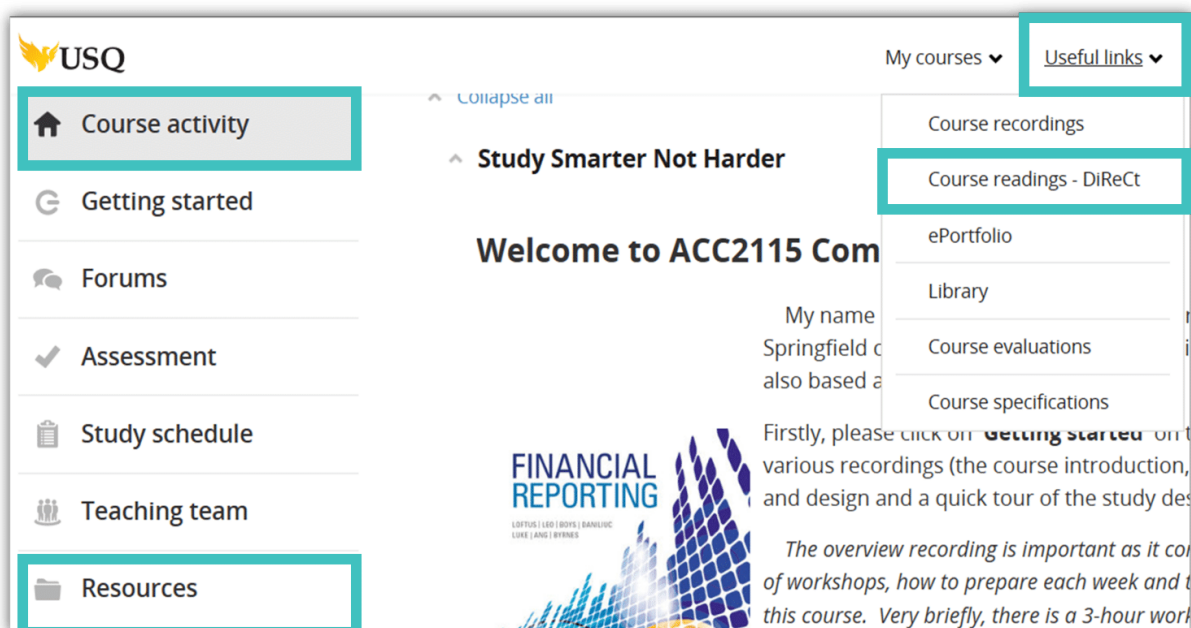 USQ
My courses
Useful links
Course activity
Getting started
Forums
Assessment
Study schedule
Teaching team
Resources
Collapse all
Study Smarter Not Harder
Welcome to ACC2115 Com
My name
Springfield
also based
Firstly, please click on Getting started on
various recordings (the course introduction,
and design and a quick tour of the study
The overview recording is important as it
of workshops, how to prepare each week and
this course. Very briefly, there is a 3-hour
FINANCIAL
REPORTING
LOFTUS | LEO | BOYS | DANILIUC
LUKE | ANG | BYRNES
Course recordings
Course readings - DiReCt
ePortfolio
Library
Course evaluations
Course specifications